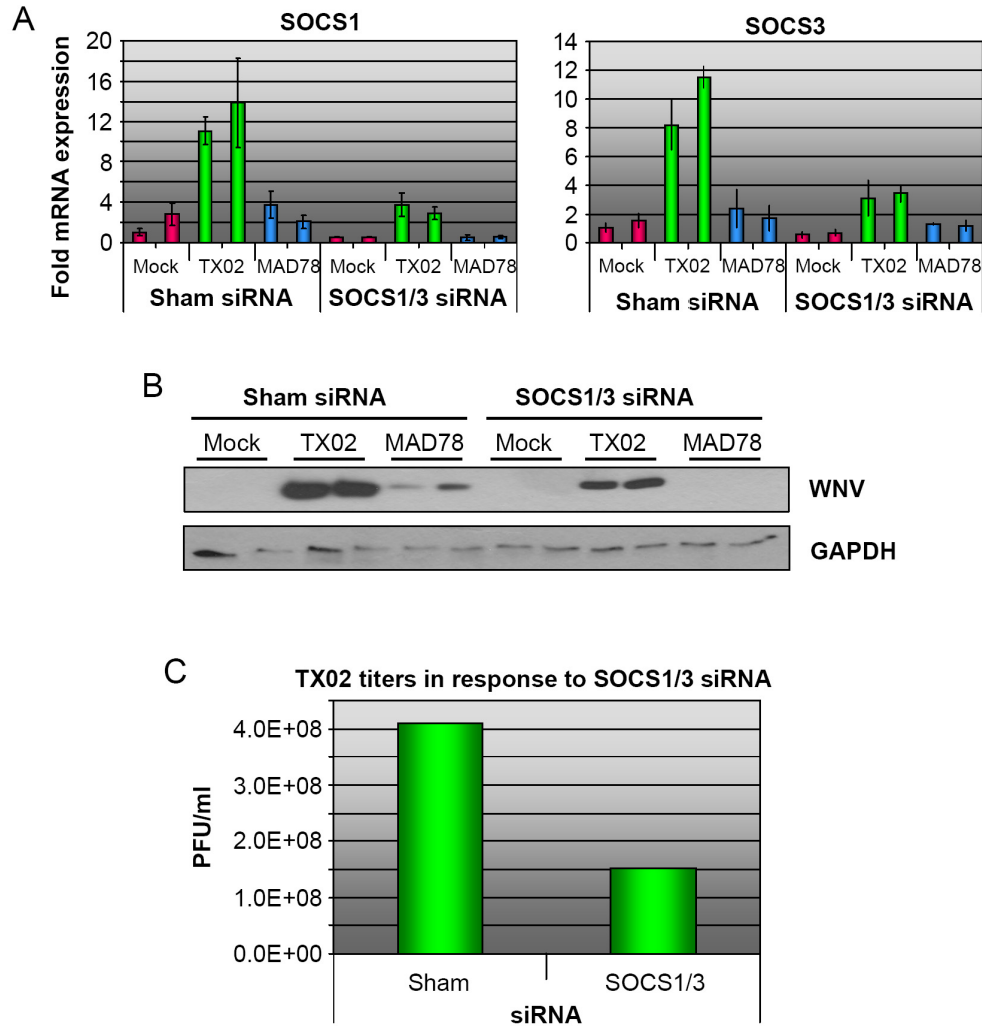 A
SOCS1
SOCS3
Fold mRNA expression
20
16
12
8
4
0
Mock TX02 MAD78 Mock TX02 MAD78
Sham siRNA SOCS1/3 siRNA
14
12
10
8
6
4
2
0
Mock TX02 MAD78 Mock TX02 MAD78
Sham siRNA SOCS1/3 siRNA
B
Sham siRNA SOCS1/3 siRNA
Mock TX02 MAD78 Mock TX02 MAD78
WNV
GAPDH
C
TX02 titers in response to SOCS1/3 siRNA
PFU/ml
4.0E+08
3.0E+08
2.0E+08
1.0E+08
0.0E+00
Sham SOCS1/3
siRNA